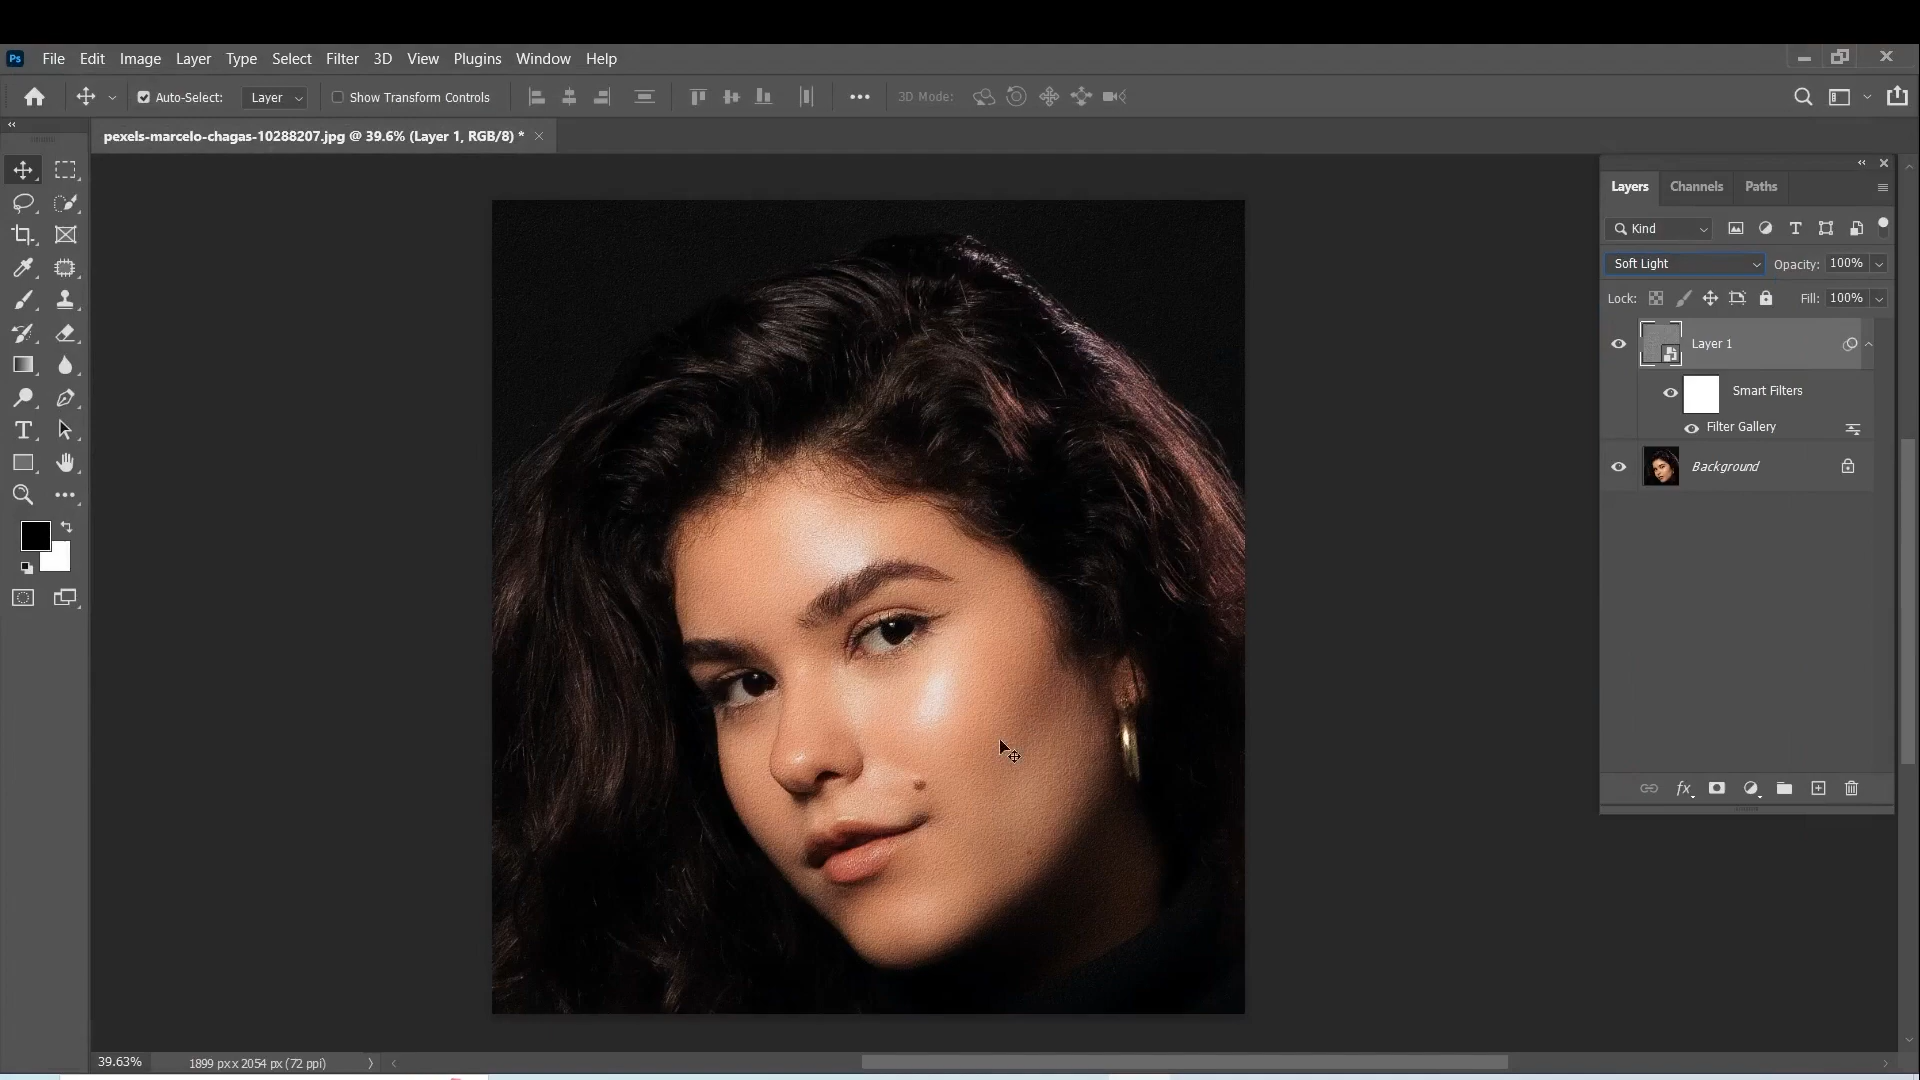 Ps File Edit Image Layer Type Select Filter 3D View Plugins Window Help
Auto-Select: Layer Show Transform Controls 3D Mode:
pexels-marcelo-chagas-10288207.jpg @ 39.6% (Layer 1, RGB/8) *
Layers Channels Paths
Kind
Soft Light Opacity: 100%
Lock: Fill: 100%
Layer 1
Smart Filters
Filter Gallery
Background
fx
39.63% 1899 px x 2054 px (72 ppi)